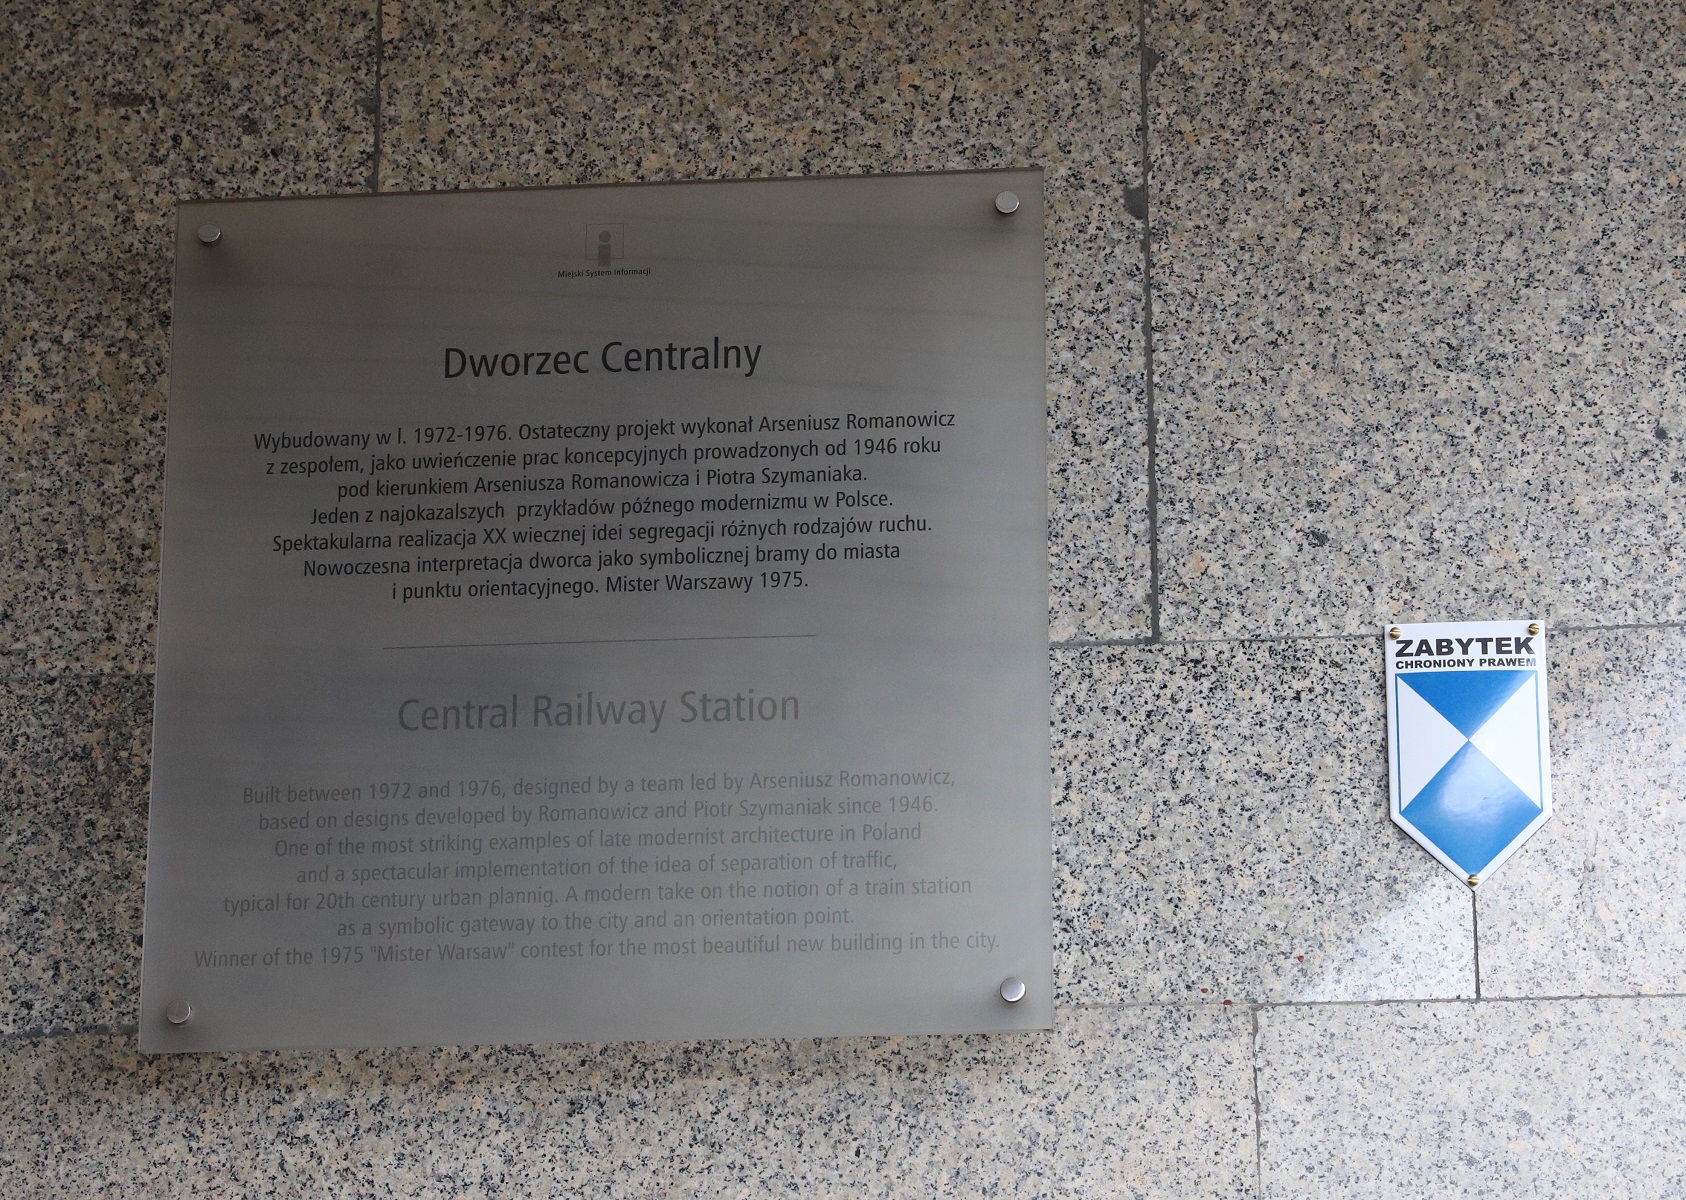 Miejski System Informacji
Dworzec Centralny
Wybudowany w l. 1972-1976. Ostateczny projekt wykonał Arseniusz Romanowicz
z zespołem, jako uwieńczenie prac koncepcyjnych prowadzonych od 1946 roku
pod kierunkiem Arseniusza Romanowicza i Piotra Szymaniaka.
Jeden z najokazalszych przykładów późnego modernizmu w Polsce.
Spektakularna realizacja XX wiecznej idei segregacji różnych rodzajów ruchu.
Nowoczesna interpretacja dworca jako symbolicznej bramy do miasta
i punktu orientacyjnego. Mister Warszawy 1975.
Central Railway Station
Built between 1972 and 1976, designed by a team led by Arseniusz Romanowicz,
based on designs developed by Romanowicz and Piotr Szymaniak since 1946.
One of the most striking examples of late modernist architecture in Poland
and a spectacular implementation of the idea of separation of traffic,
typical for 20th century urban plannig. A modern take on the notion of a train station
as a symbolic gateway to the city and an orientation point.
Winner of the 1975 "Mister Warsaw" contest for the most beautiful new building in the city.
ZABYTEK
CHRONIONY PRAWEM